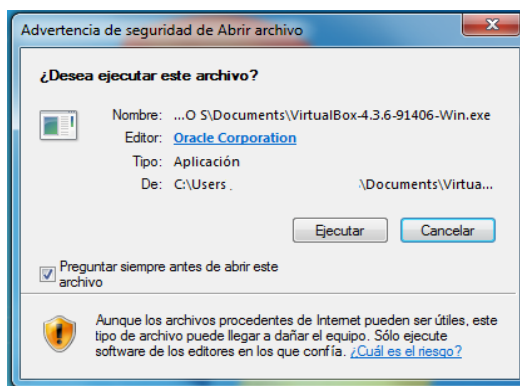 Advertencia de seguridad de Abrir archivo
¿Desea ejecutar este archivo?
Nombre: ...O S\Documents\VirtualBox-4.3.6-91406-Win.exe
Editor: Oracle Corporation
Tipo: Aplicación
De: C:\Users . \Documents\Virtua...
Ejecutar Cancelar
Preguntar siempre antes de abrir este
archivo
Aunque los archivos procedentes de Internet pueden ser útiles, este
tipo de archivo puede llegar a dañar el equipo. Sólo ejecute
software de los editores en los que confía. ¿Cuál es el riesgo?